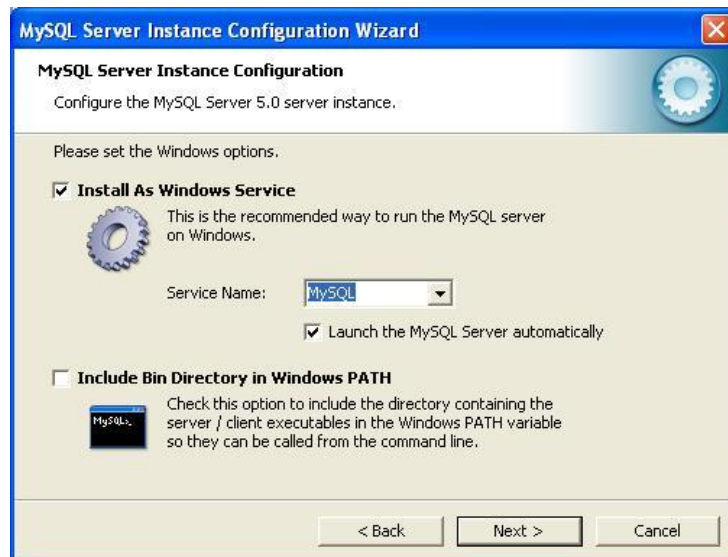 MySQL Server Instance Configuration Wizard
MySQL Server Instance Configuration
Configure the MySQL Server 5.0 server instance.
Please set the Windows options.
Install As Windows Service
This is the recommended way to run the MySQL server
on Windows.
Service Name:
MySQL
Launch the MySQL Server automatically
Include Bin Directory in Windows PATH
MySQL>_
Check this option to include the directory containing the
server / client executables in the Windows PATH variable
so they can be called from the command line.
< Back
Next >
Cancel